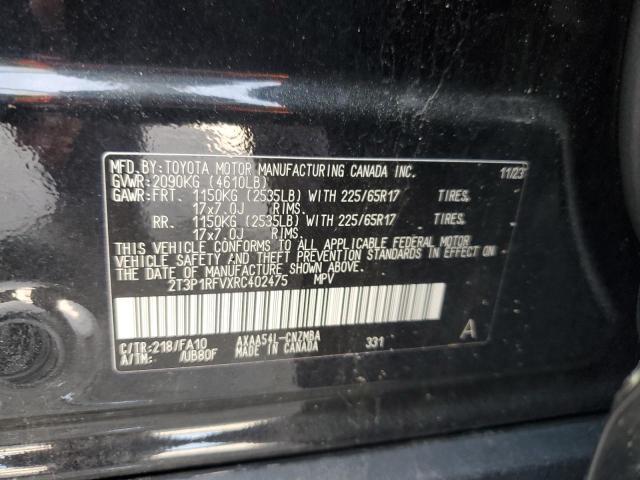 MFD.BY:TOYOTA MOTOR MANUFACTURING CANADA INC. 11/23
GVWR:2090KG (4610LB)
GAWR:FRT. 1150KG (2535LB) WITH 225/65R17 TIRES.
17x7.0J RIMS.
RR. 1150KG (2535LB) WITH 225/65R17 TIRES.
17x7.0J RIMS.
THIS VEHICLE CONFORMS TO ALL APPLICABLE FEDERAL MOTOR
VEHICLE SAFETY AND THEFT PREVENTION STANDARDS IN EFFECT ON
THE DATE OF MANUFACTURE SHOWN ABOVE.
2T3P1RFVXRC402475 MPV
C/TR:218/FA10 AXAA54L-CNZMBA 331 A
A/TM: /UB80F MADE IN CANADA